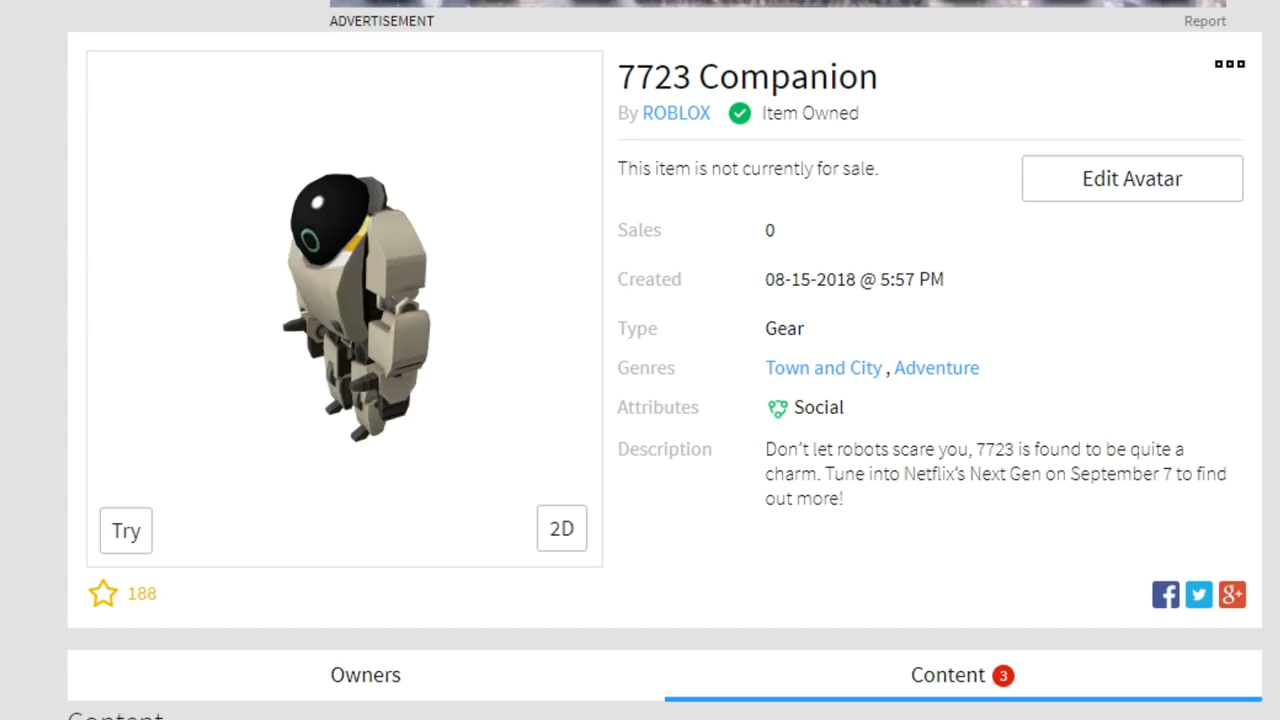 ADVERTISEMENT
Report
7723 Companion
By ROBLOX Item Owned
This item is not currently for sale.
Edit Avatar
Sales 0
Created 08-15-2018 @ 5:57 PM
Type Gear
Genres Town and City , Adventure
Attributes Social
Description Don't let robots scare you, 7723 is found to be quite a
charm. Tune into Netflix's Next Gen on September 7 to find
out more!
Try
2D
188
f
g+
Owners
Content 3
Content